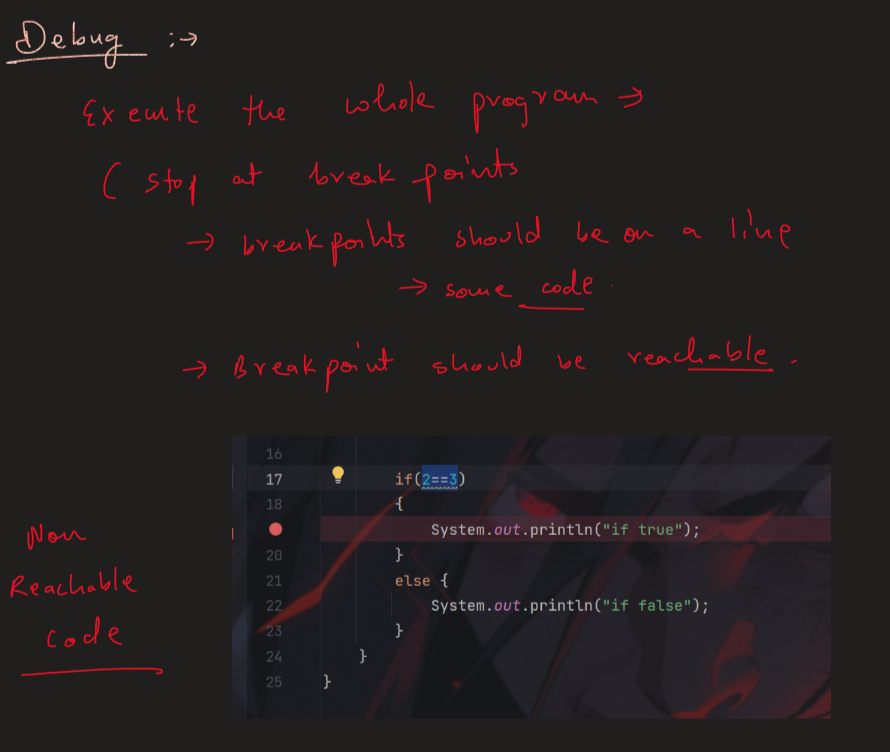 Debug :→
Execute the whole program →
( stop at break points
→ breakpoints should be on a line
→ some code.
→ Breakpoint should be reachable.
16
17 if(2==3)
18 {
System.out.println("if true");
20 }
21 else {
22 System.out.println("if false");
23 }
24 }
25 }
Non
Reachable
code